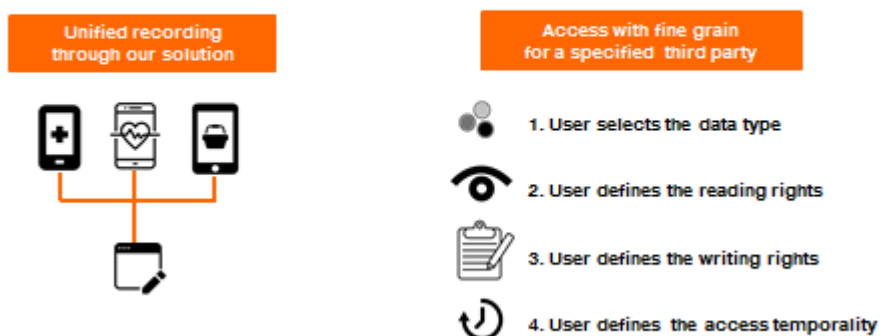 Unified recording
through our solution
Access with fine grain
for a specified third party
1. User selects the data type
2. User defines the reading rights
3. User defines the writing rights
4. User defines the access temporality